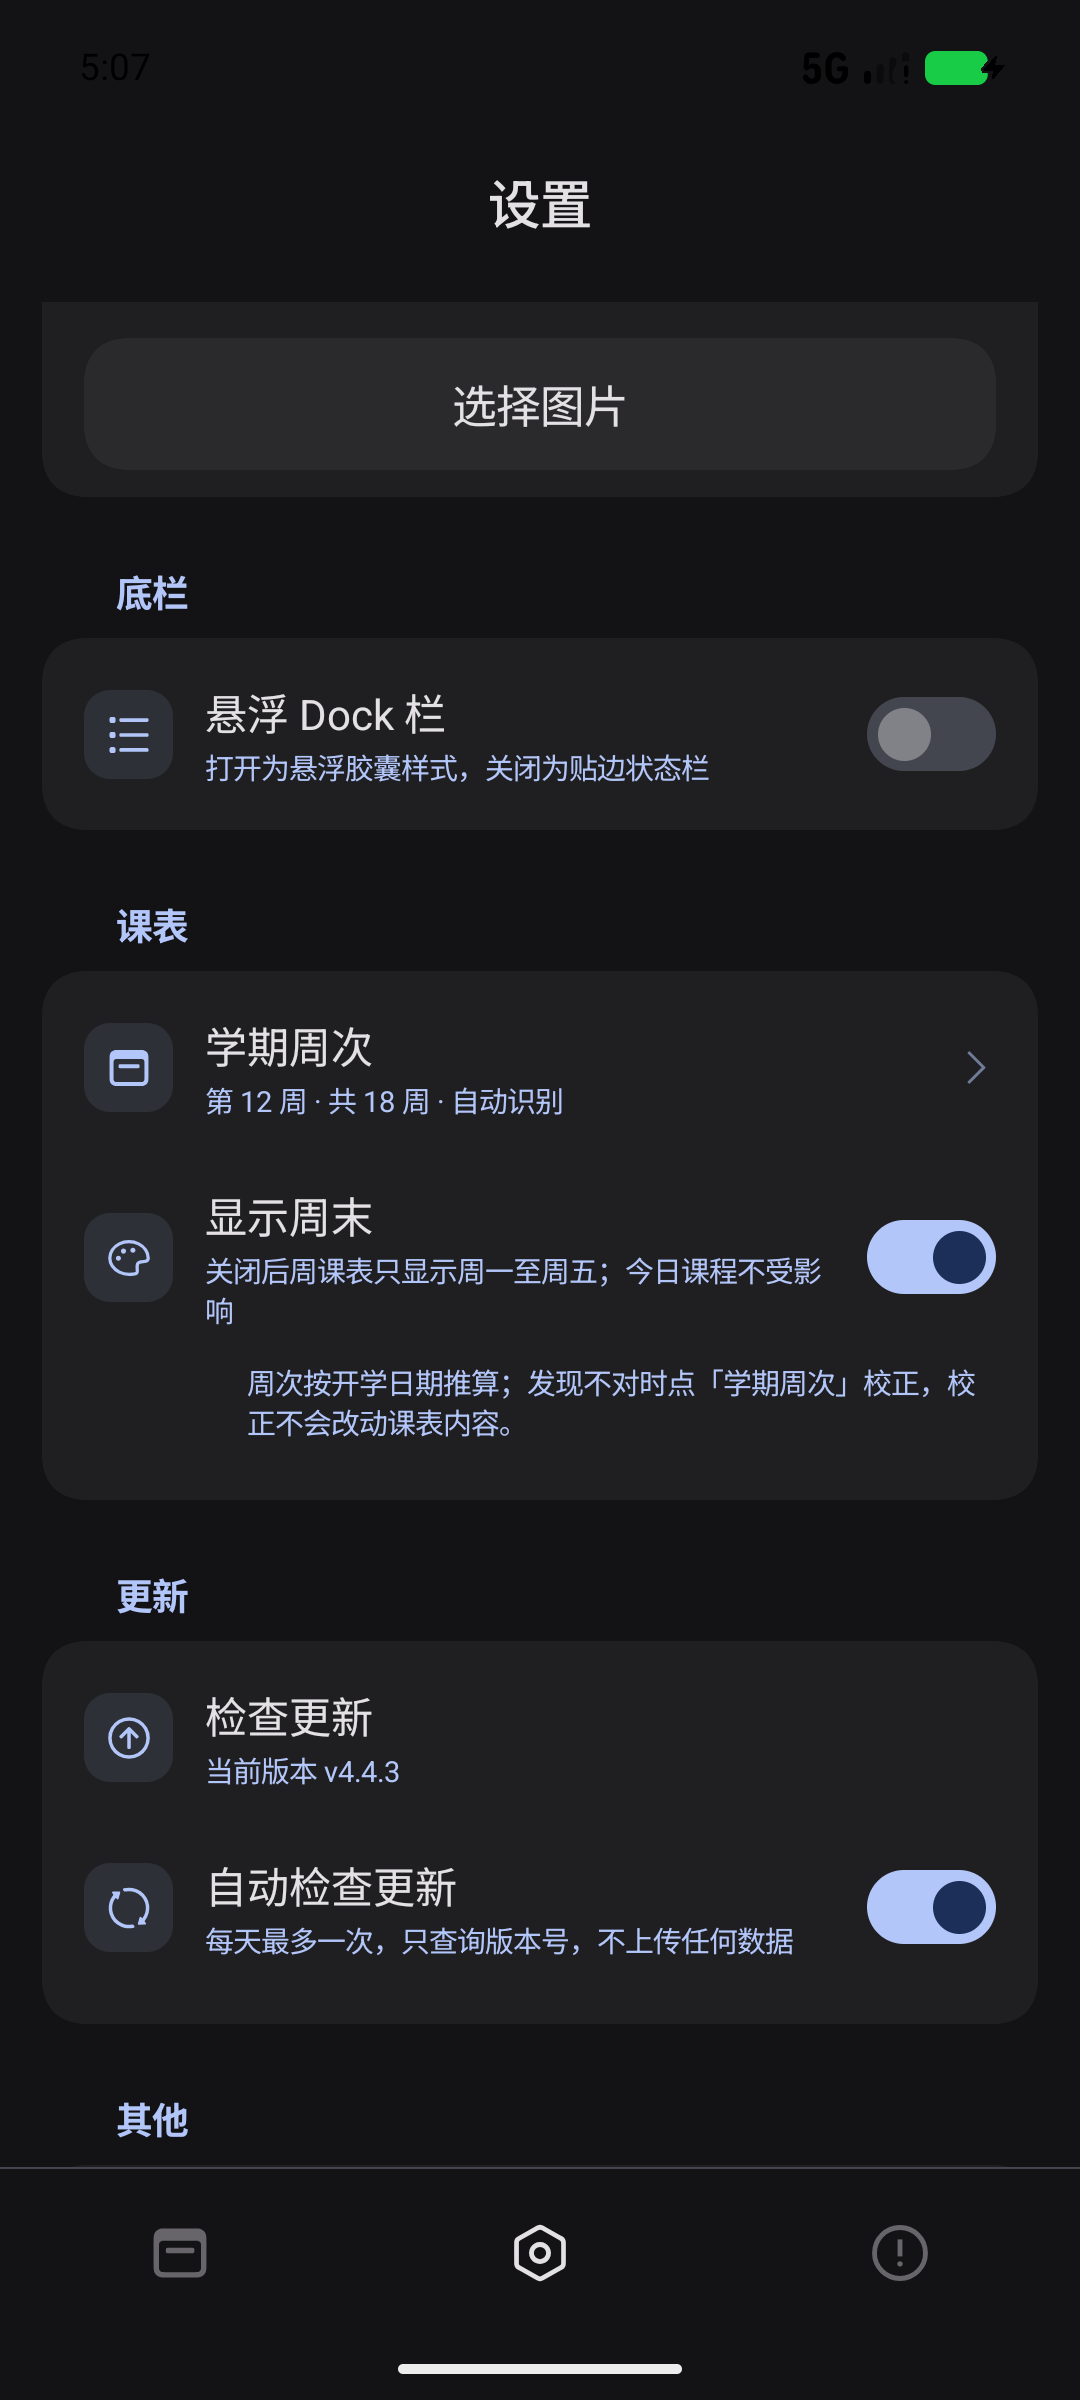 5:07
5G
设置
选择图片
底栏
悬浮 Dock 栏
打开为悬浮胶囊样式，关闭为贴边状态栏
课表
学期周次
第 12 周 · 共 18 周 · 自动识别
显示周末
关闭后周课表只显示周一至周五；今日课程不受影
响
周次按开学日期推算；发现不对时点「学期周次」校正，校
正不会改动课表内容。
更新
检查更新
当前版本 v4.4.3
自动检查更新
每天最多一次，只查询版本号，不上传任何数据
其他